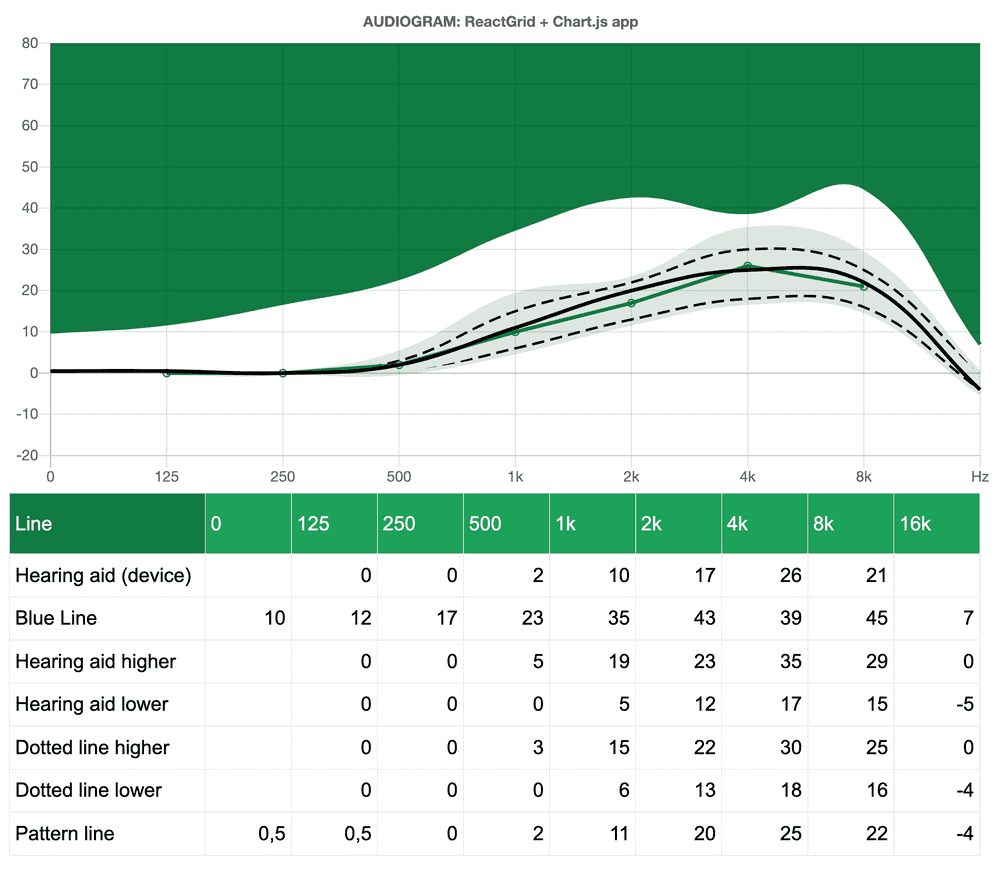 AUDIOGRAM: ReactGrid + Chart.js app
80
70
60
50
40
30
20
10
0
-10
-20
0 125 250 500 1k 2k 4k 8k Hz
Line 0 125 250 500 1k 2k 4k 8k 16k
Hearing aid (device) 0 0 2 10 17 26 21
Blue Line 10 12 17 23 35 43 39 45 7
Hearing aid higher 0 0 5 19 23 35 29 0
Hearing aid lower 0 0 0 5 12 17 15 -5
Dotted line higher 0 0 3 15 22 30 25 0
Dotted line lower 0 0 0 6 13 18 16 -4
Pattern line 0,5 0,5 0 2 11 20 25 22 -4